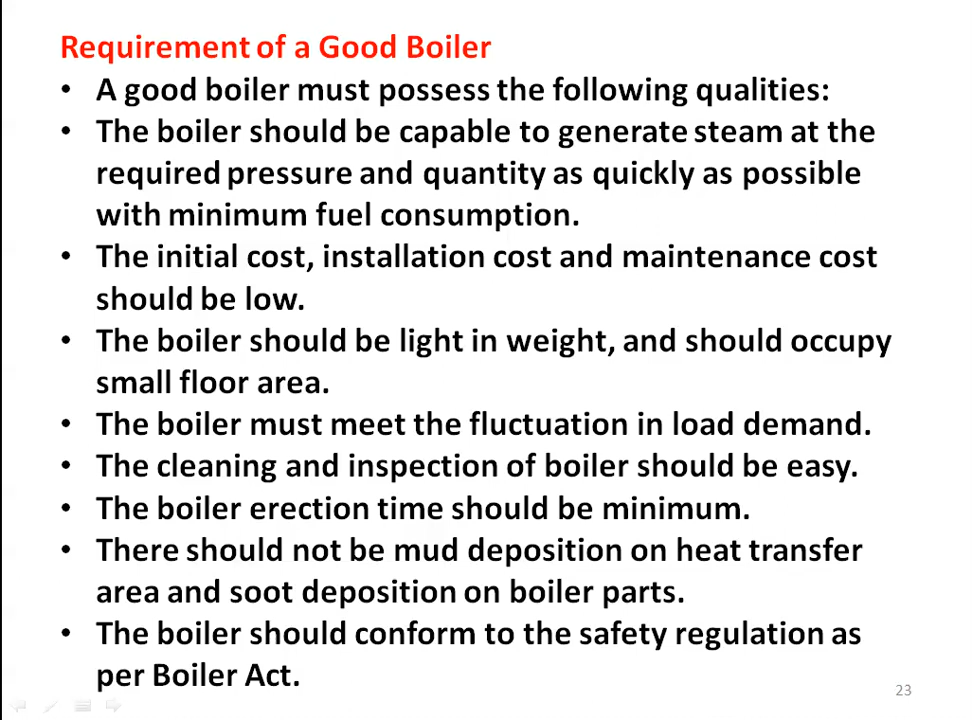 Requirement of a Good Boiler
• A good boiler must possess the following qualities:
• The boiler should be capable to generate steam at the
required pressure and quantity as quickly as possible
with minimum fuel consumption.
• The initial cost, installation cost and maintenance cost
should be low.
• The boiler should be light in weight, and should occupy
small floor area.
• The boiler must meet the fluctuation in load demand.
• The cleaning and inspection of boiler should be easy.
• The boiler erection time should be minimum.
• There should not be mud deposition on heat transfer
area and soot deposition on boiler parts.
• The boiler should conform to the safety regulation as
per Boiler Act.
23